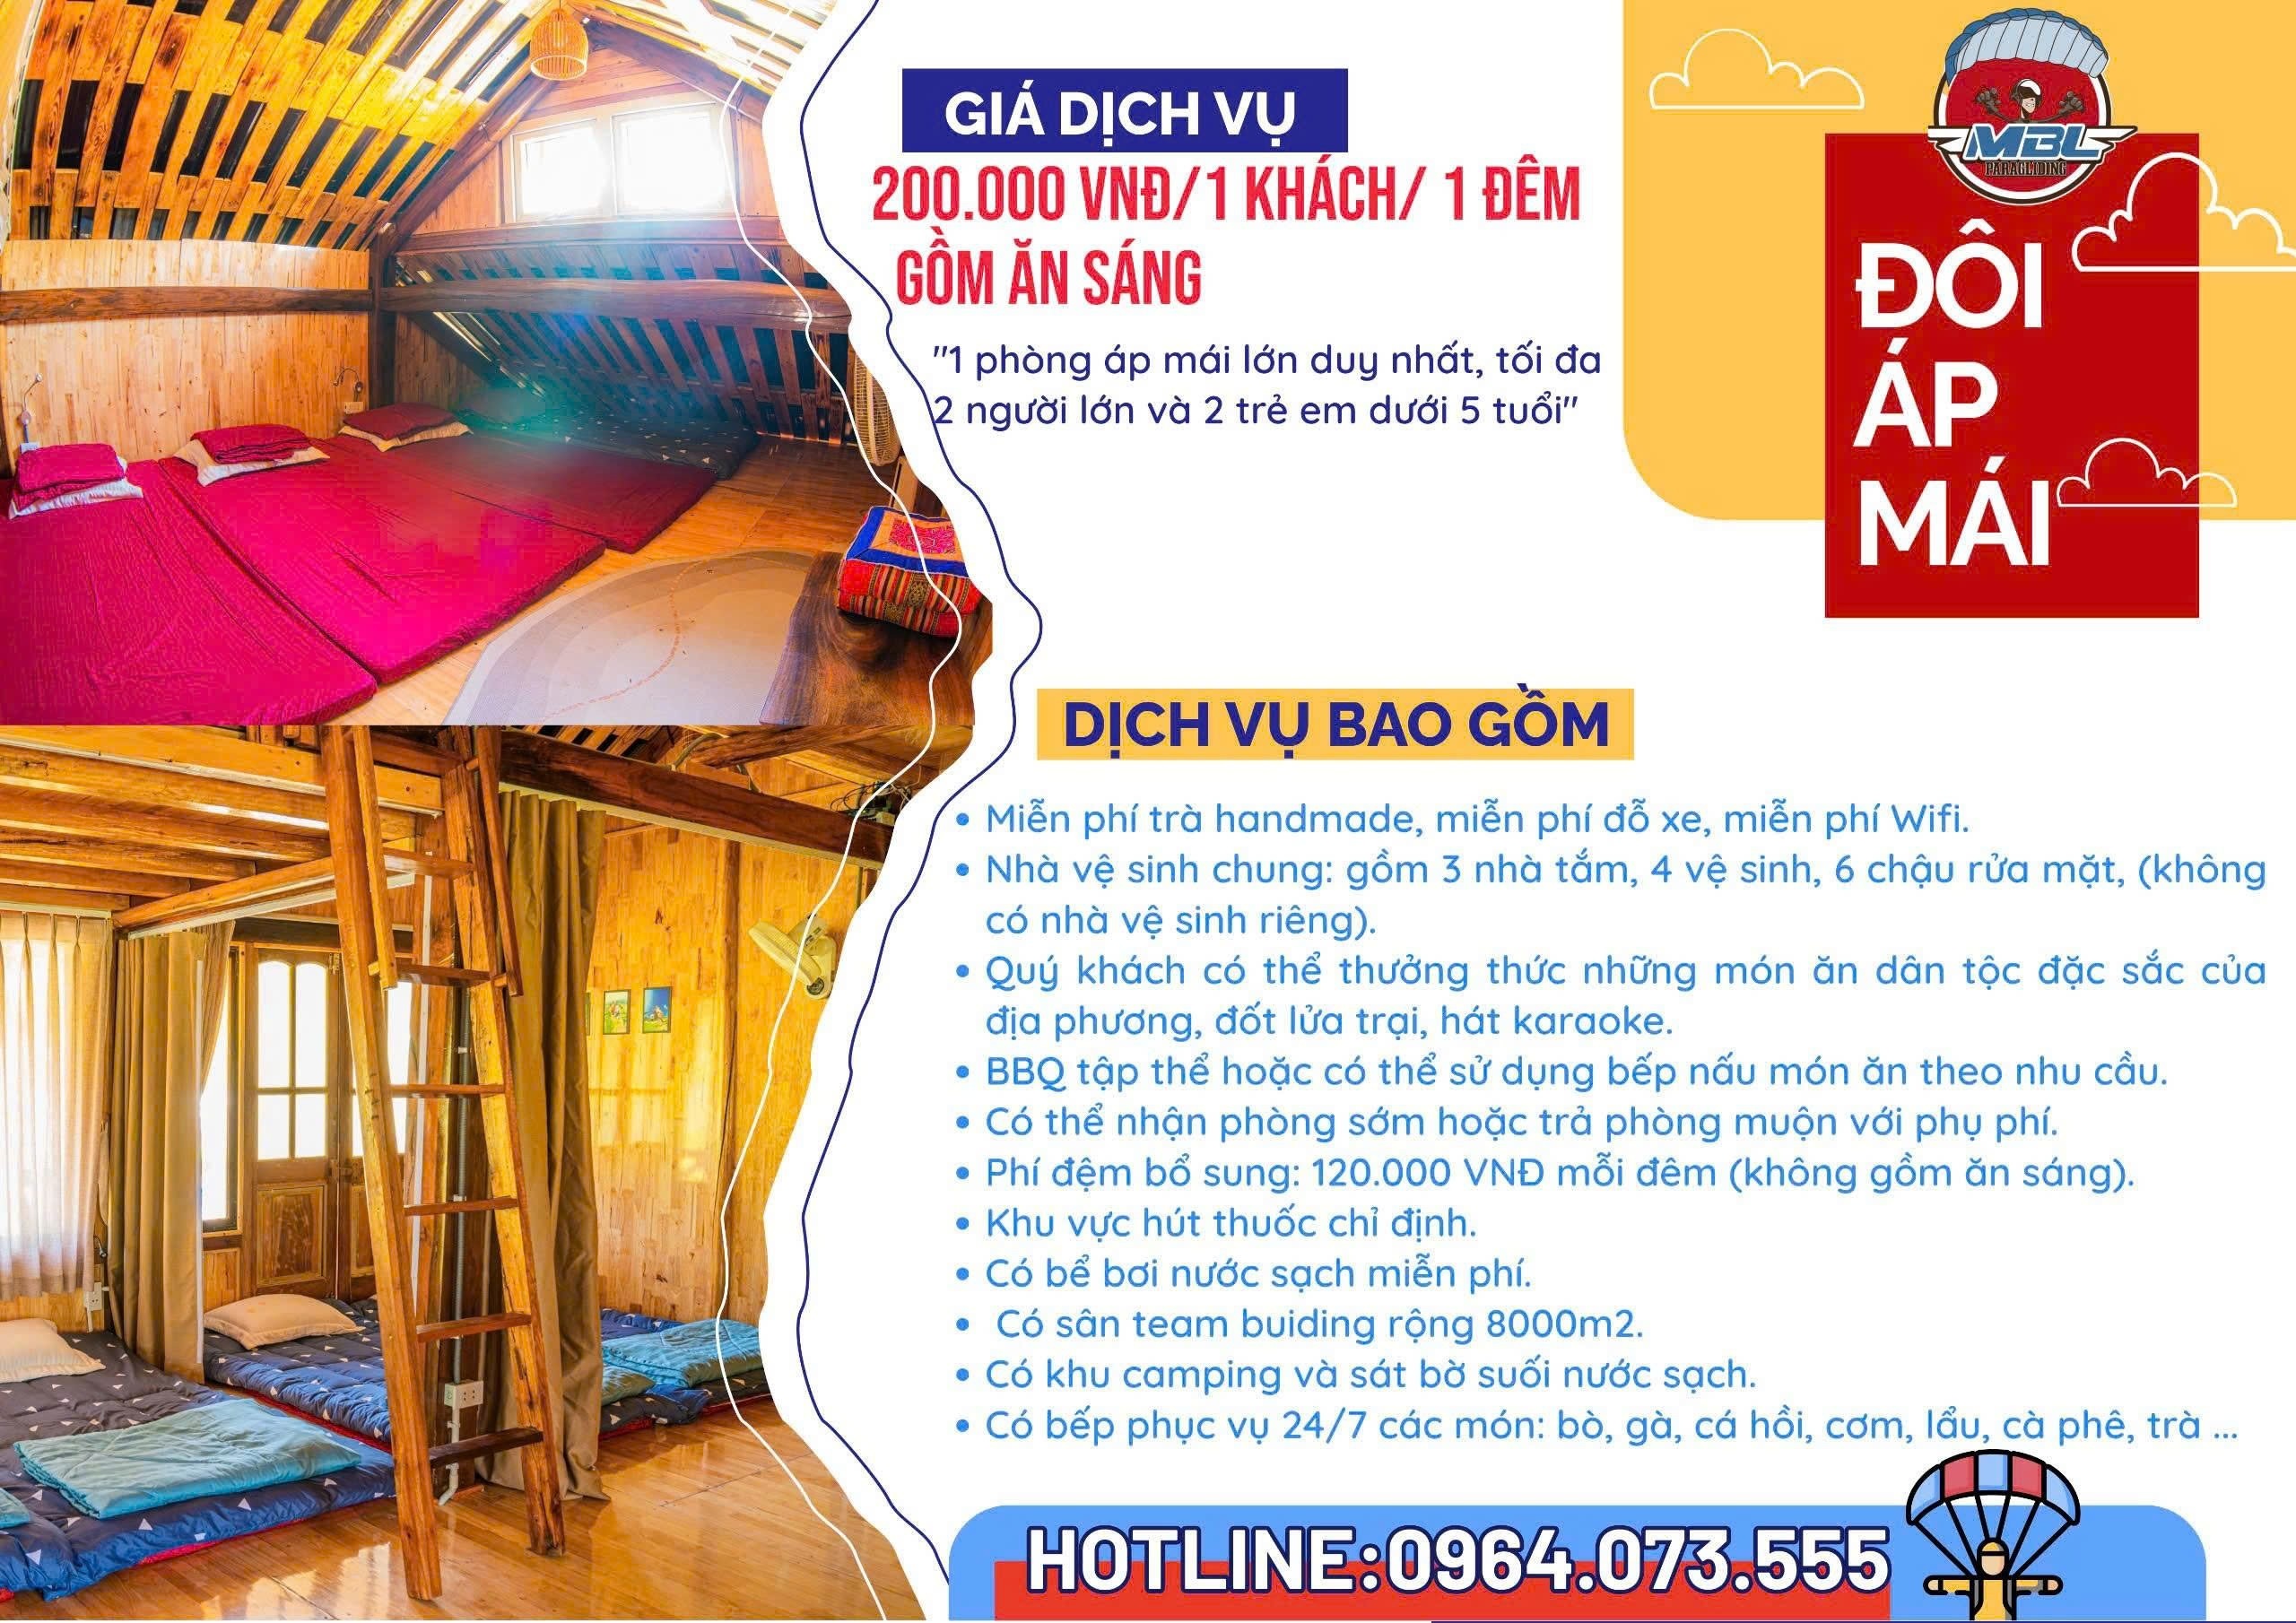 GIÁ DỊCH VỤ
200.000 VNĐ/1 KHÁCH/ 1 ĐÊM
GỒM ĂN SÁNG
"1 phòng áp mái lớn duy nhất, tối đa
2 người lớn và 2 trẻ em dưới 5 tuổi"
MBL
PARAGLIDING
ĐÔI
ÁP
MÁI
DỊCH VỤ BAO GỒM
• Miễn phí trà handmade, miễn phí đỗ xe, miễn phí Wifi.
• Nhà vệ sinh chung: gồm 3 nhà tắm, 4 vệ sinh, 6 chậu rửa mặt, (không
có nhà vệ sinh riêng).
• Quý khách có thể thưởng thức những món ăn dân tộc đặc sắc của
địa phương, đốt lửa trại, hát karaoke.
• BBQ tập thể hoặc có thể sử dụng bếp nấu món ăn theo nhu cầu.
• Có thể nhận phòng sớm hoặc trả phòng muộn với phụ phí.
• Phí đệm bổ sung: 120.000 VNĐ mỗi đêm (không gồm ăn sáng).
• Khu vực hút thuốc chỉ định.
• Có bể bơi nước sạch miễn phí.
• Có sân team buiding rộng 8000m2.
• Có khu camping và sát bờ suối nước sạch.
• Có bếp phục vụ 24/7 các món: bò, gà, cá hồi, cơm, lẩu, cà phê, trà ...
HOTLINE:0964.073.555